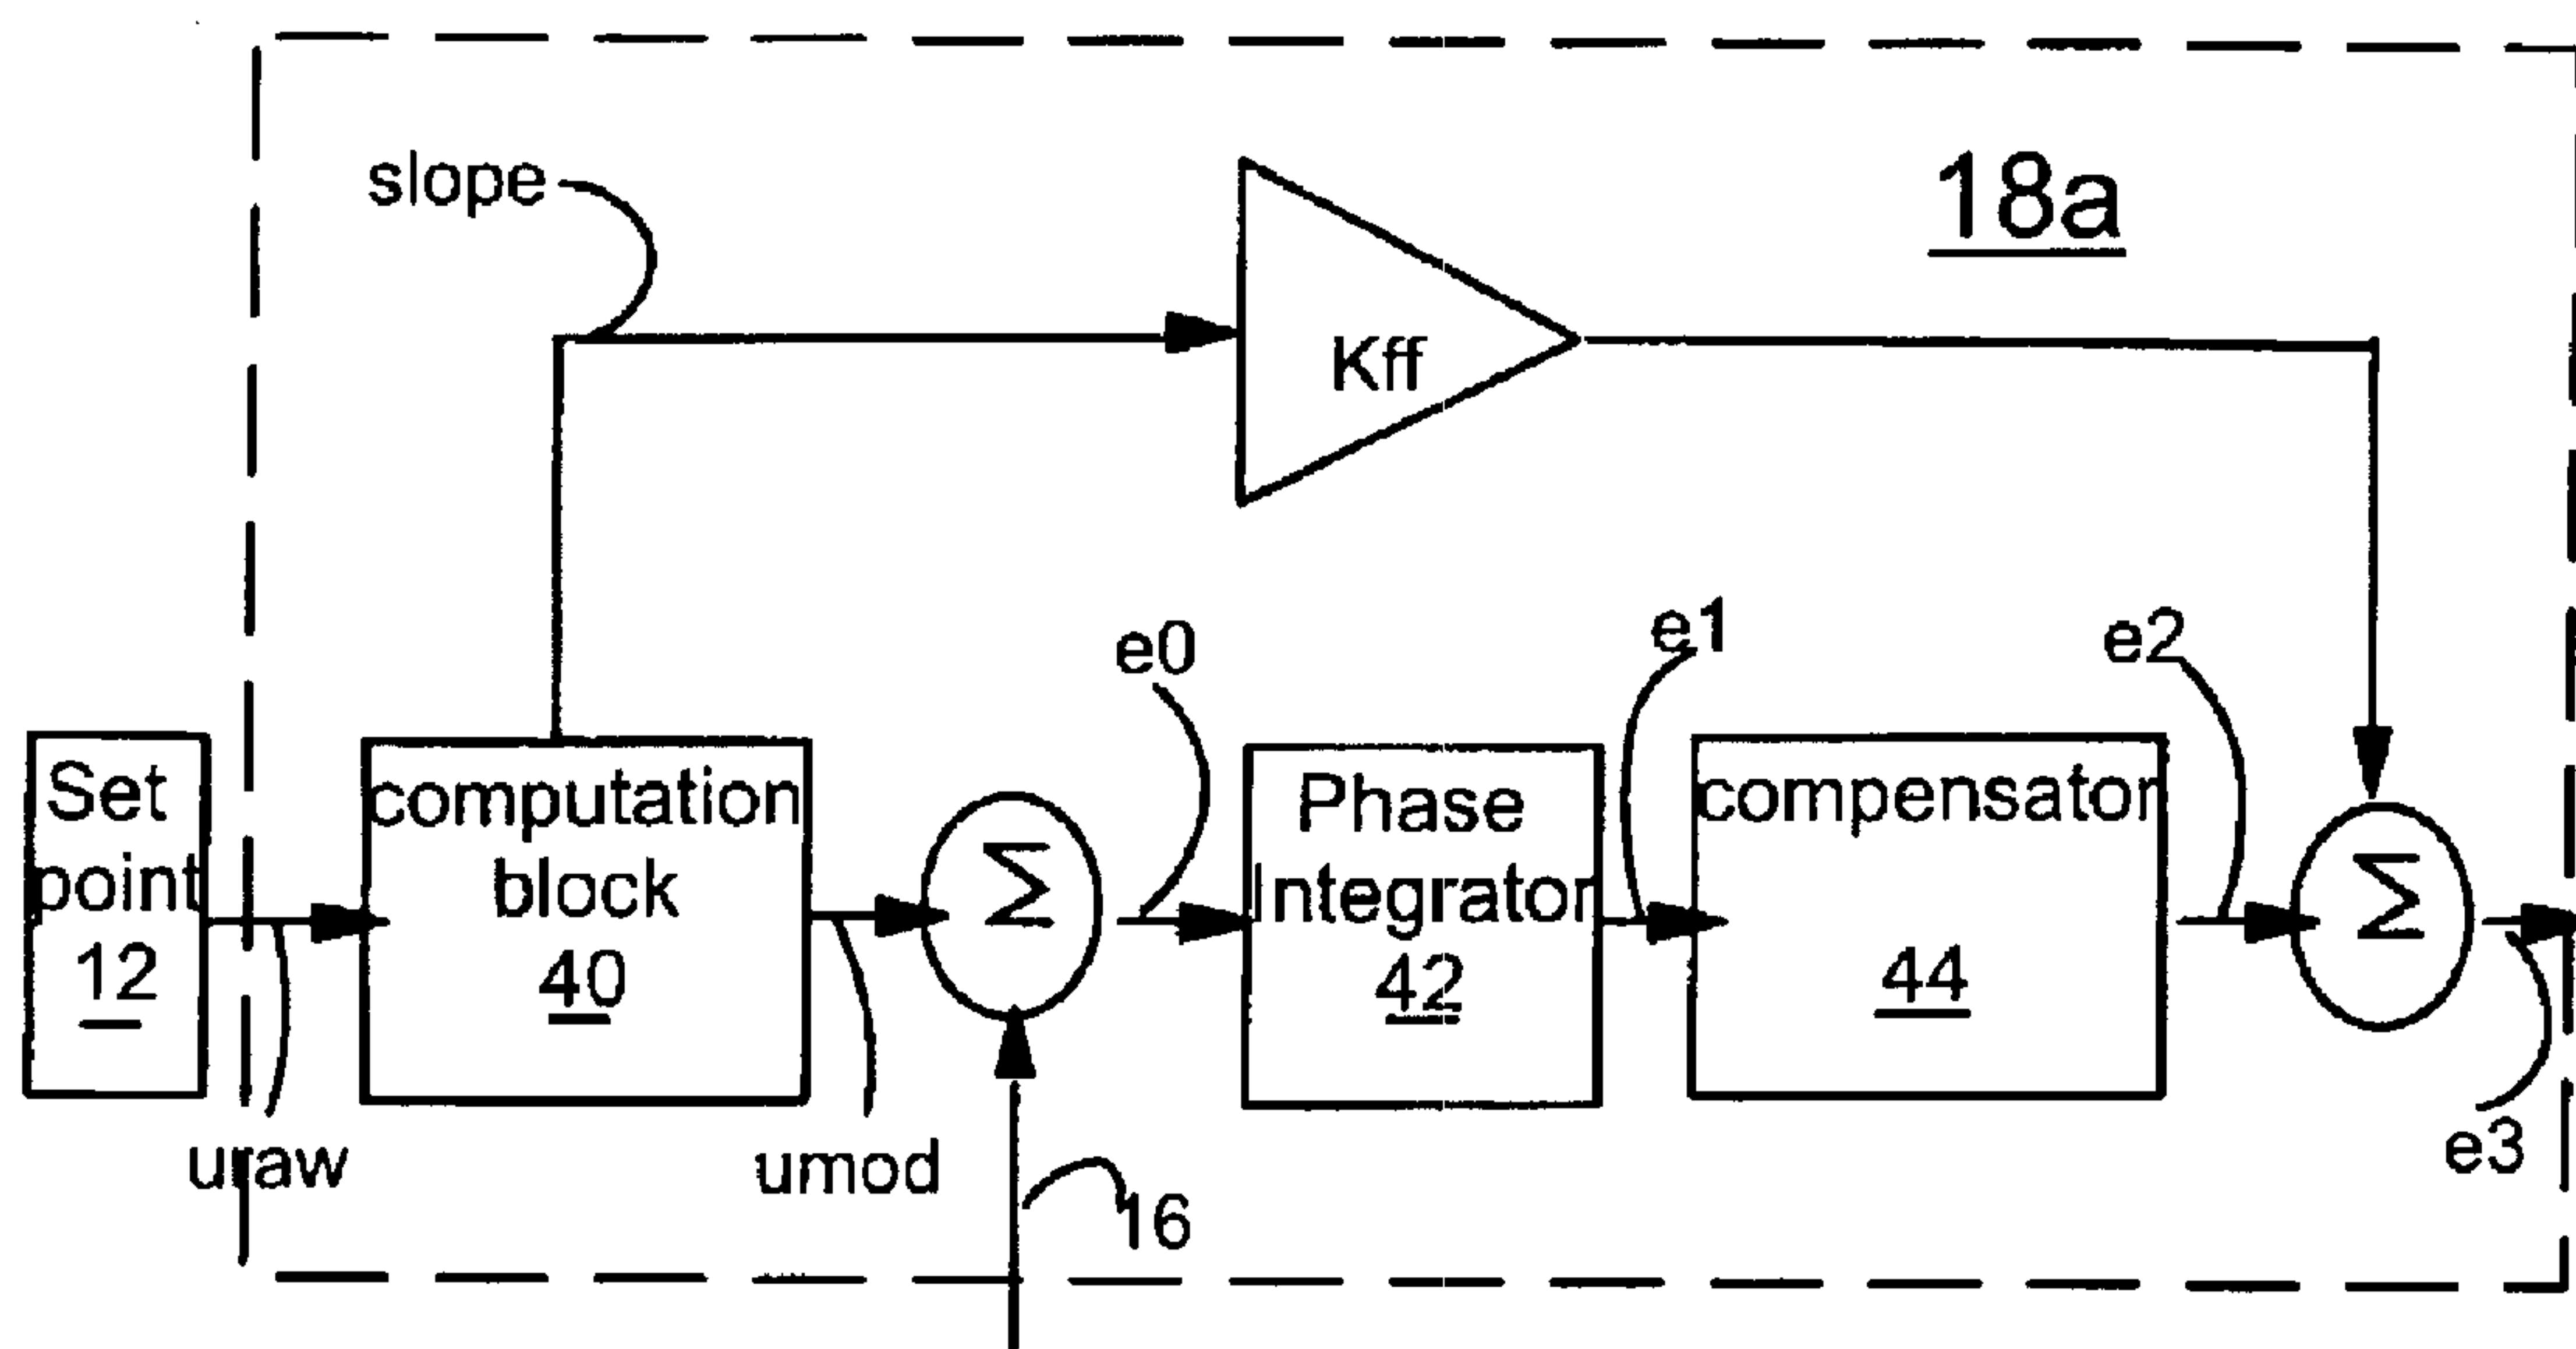 slope
18a
Kff
e0
e1
e2
Set
point
12
computation
block
40
Σ
Phase
Integrator
42
compensator
44
Σ
uraw
umod
16
e3